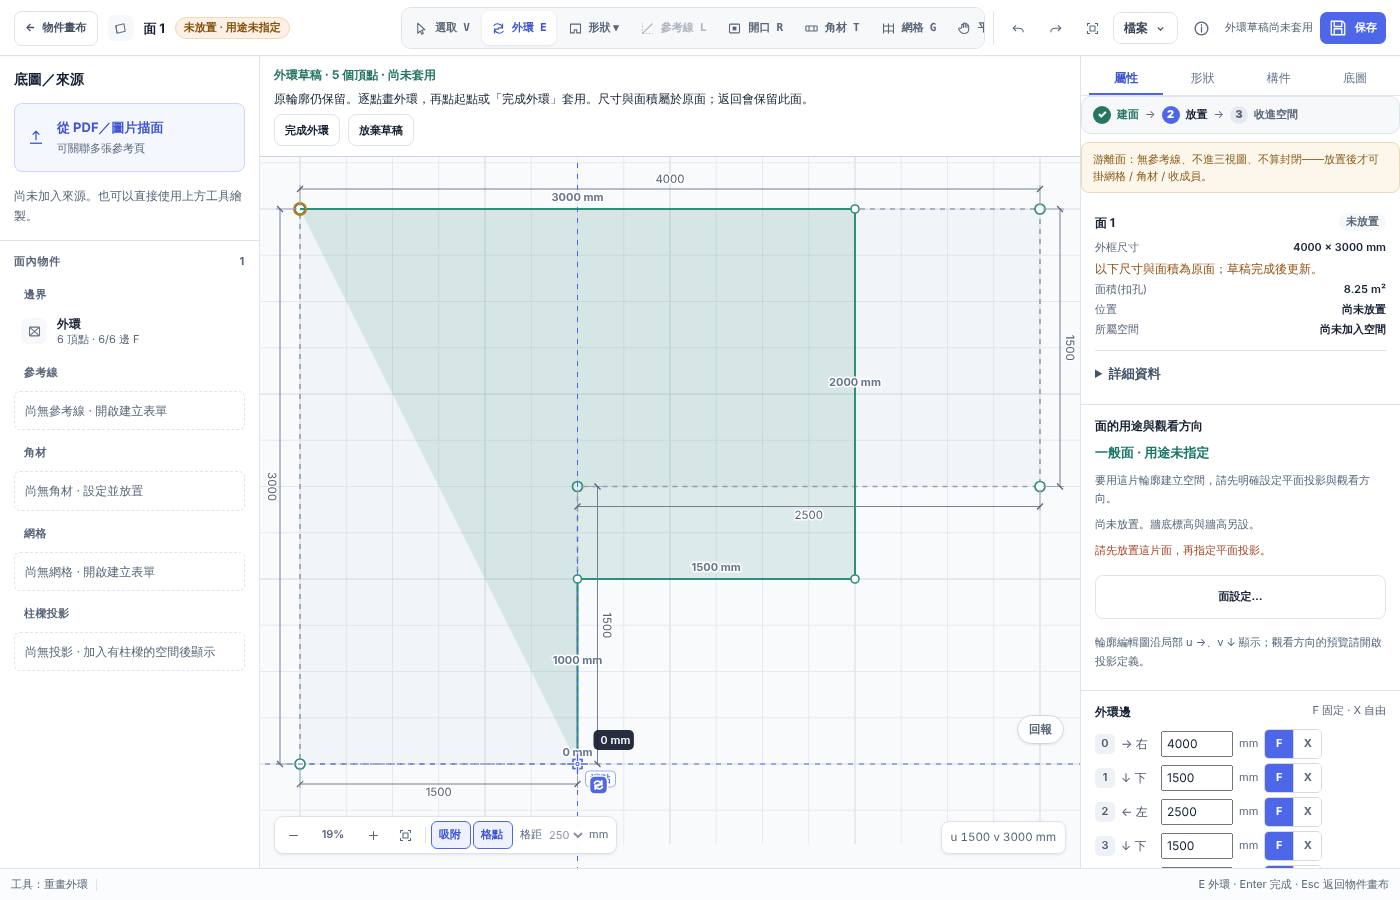 ← 物件畫布
面 1
未放置 · 用途未指定
選取 V
外環 E
形狀 ▾
參考線 L
開口 R
角材 T
網格 G
檔案
外環草稿尚未套用
保存
底圖／來源
從 PDF／圖片描面
可關聯多張參考頁
尚未加入來源。也可以直接使用上方工具繪
製。
面內物件 1
邊界
外環
6 頂點 · 6/6 邊 F
參考線
尚無參考線 · 開啟建立表單
角材
尚無角材 · 設定並放置
網格
尚無網格 · 開啟建立表單
柱樑投影
尚無投影 · 加入有柱樑的空間後顯示
外環草稿 · 5 個頂點 · 尚未套用
原輪廓仍保留。逐點畫外環，再點起點或「完成外環」套用。尺寸與面積屬於原面；返回會保留此面。
完成外環
放棄草稿
4000
3000 mm
1500
2000 mm
3000
2500
1500 mm
1500
1000 mm
0 mm
0 mm
1500
− 19% +
吸附
格點
格距 250 mm
回報
u 1500 v 3000 mm
屬性
形狀
構件
底圖
建面 → 2 放置 → 3 收進空間
游離面：無參考線、不進三視圖、不算封閉——放置後才可
掛網格 / 角材 / 收成員。
面 1 未放置
外框尺寸 4000 × 3000 mm
以下尺寸與面積為原面；草稿完成後更新。
面積(扣孔) 8.25 m²
位置 尚未放置
所屬空間 尚未加入空間
▶ 詳細資料
面的用途與觀看方向
一般面 · 用途未指定
要用這片輪廓建立空間，請先明確設定平面投影與觀看方
向。
尚未放置。牆底標高與牆高另設。
請先放置這片面，再指定平面投影。
面設定...
輪廓編輯圖沿局部 u →、v ↓ 顯示；觀看方向的預覽請開啟
投影定義。
外環邊 F 固定 · X 自由
0 → 右 4000 mm F X
1 ↓ 下 1500 mm F X
2 ← 左 2500 mm F X
3 ↓ 下 1500 mm F X
工具：重畫外環
E 外環 · Enter 完成 · Esc 返回物件畫布